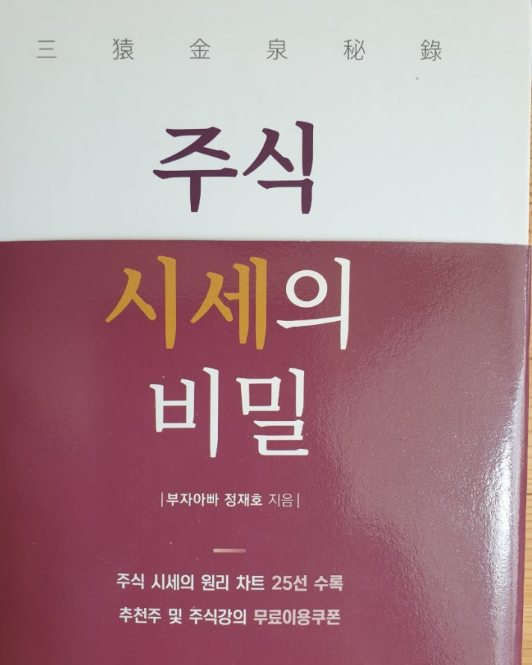 三猿金泉秘錄
주식
시세의
비밀
|부자아빠 정재호 지음|
주식 시세의 원리 차트 25선 수록
추천주 및 주식강의 무료이용쿠폰